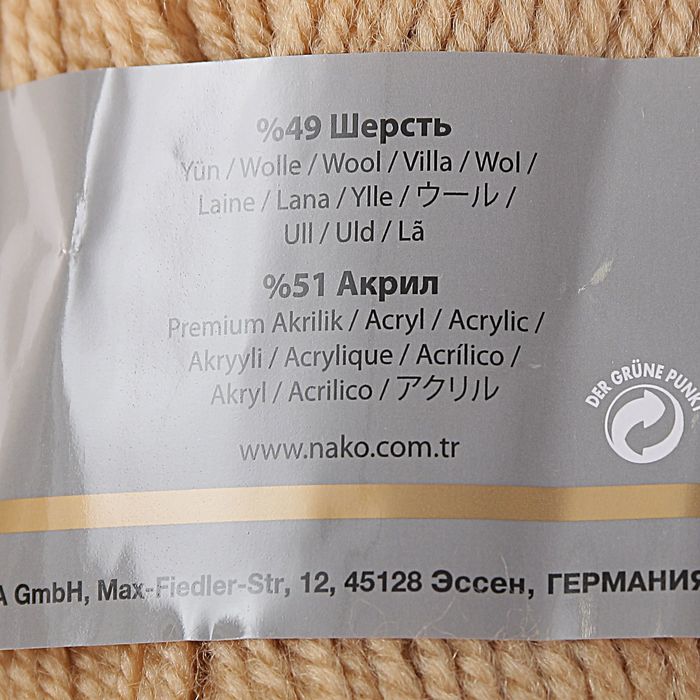 %49 Шерсть
Yün / Wolle / Wool / Villa / Wol /
Laine / Lana / Ylle / ウール /
Ull / Uld / Lã
%51 Акрил
Premium Akrilik / Acryl / Acrylic /
Akryyli / Acrylique / Acrílico /
Akryl / Acrilico / アクリル
DER GRÜNE PUNKT
www.nako.com.tr
A GmbH, Max-Fiedler-Str, 12, 45128 Эссен, ГЕРМАНИЯ